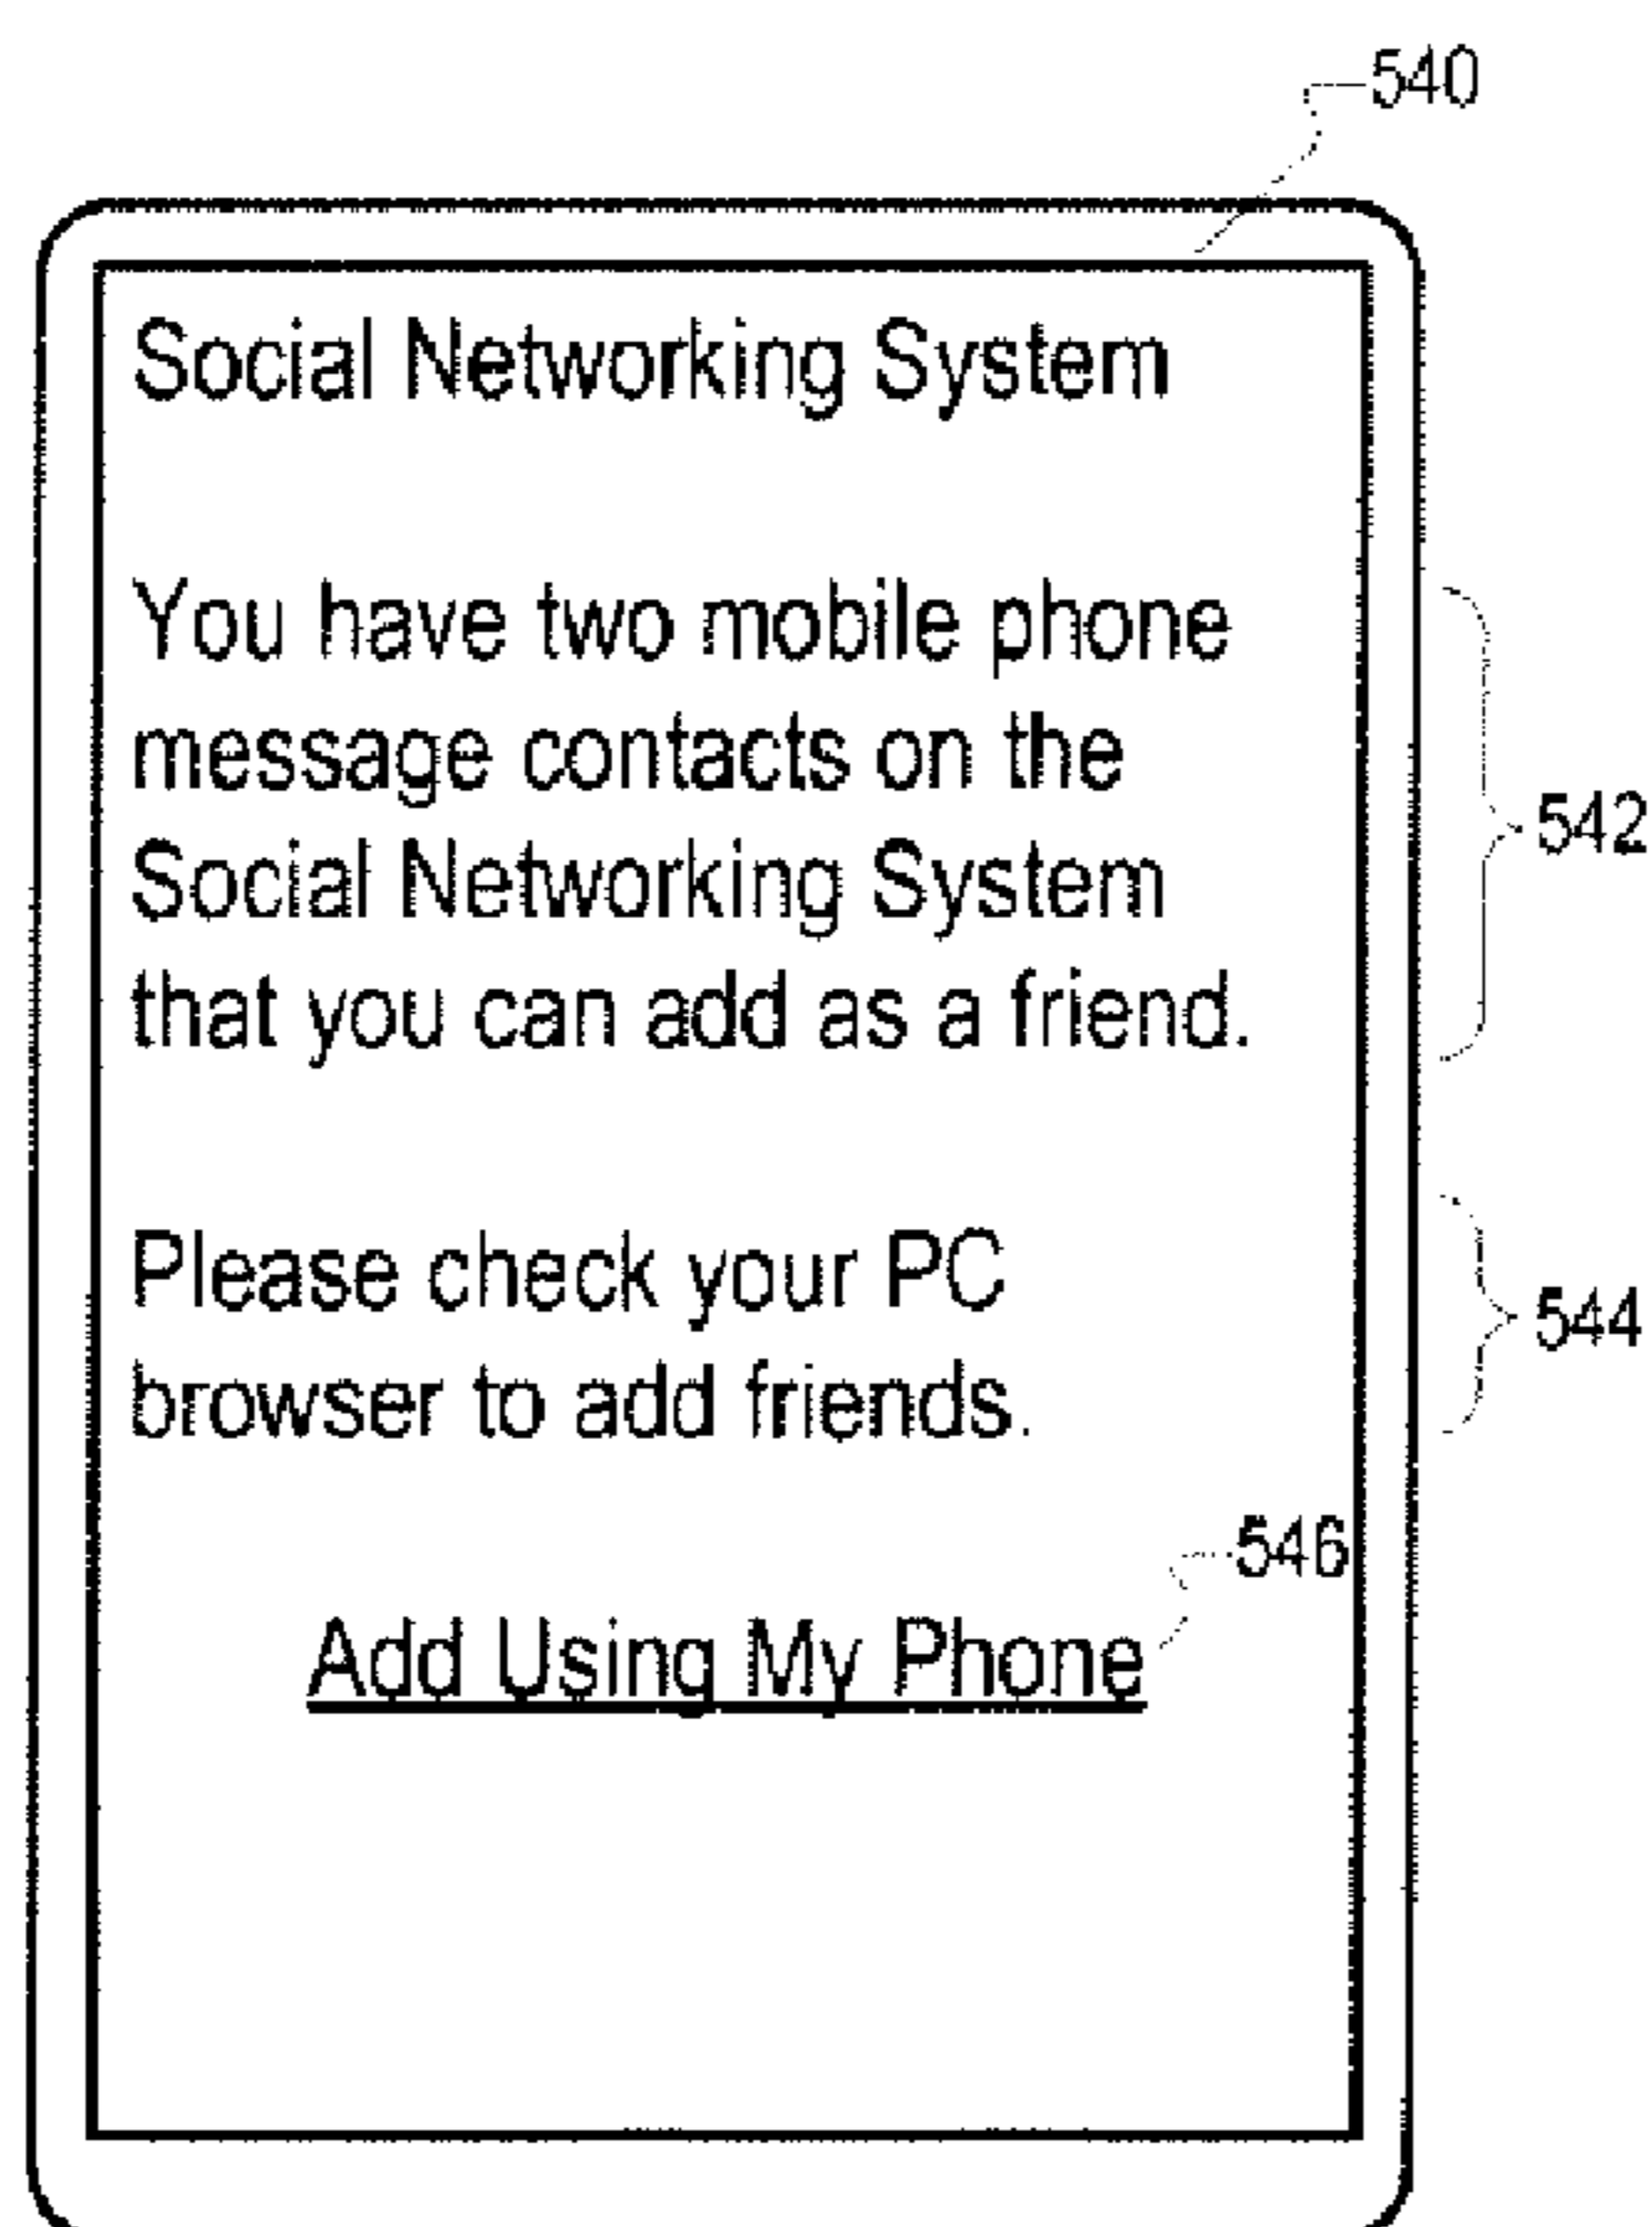 540
Social Networking System
You have two mobile phone
message contacts on the
Social Networking System
that you can add as a friend.
542
Please check your PC
browser to add friends.
544
546
Add Using My Phone